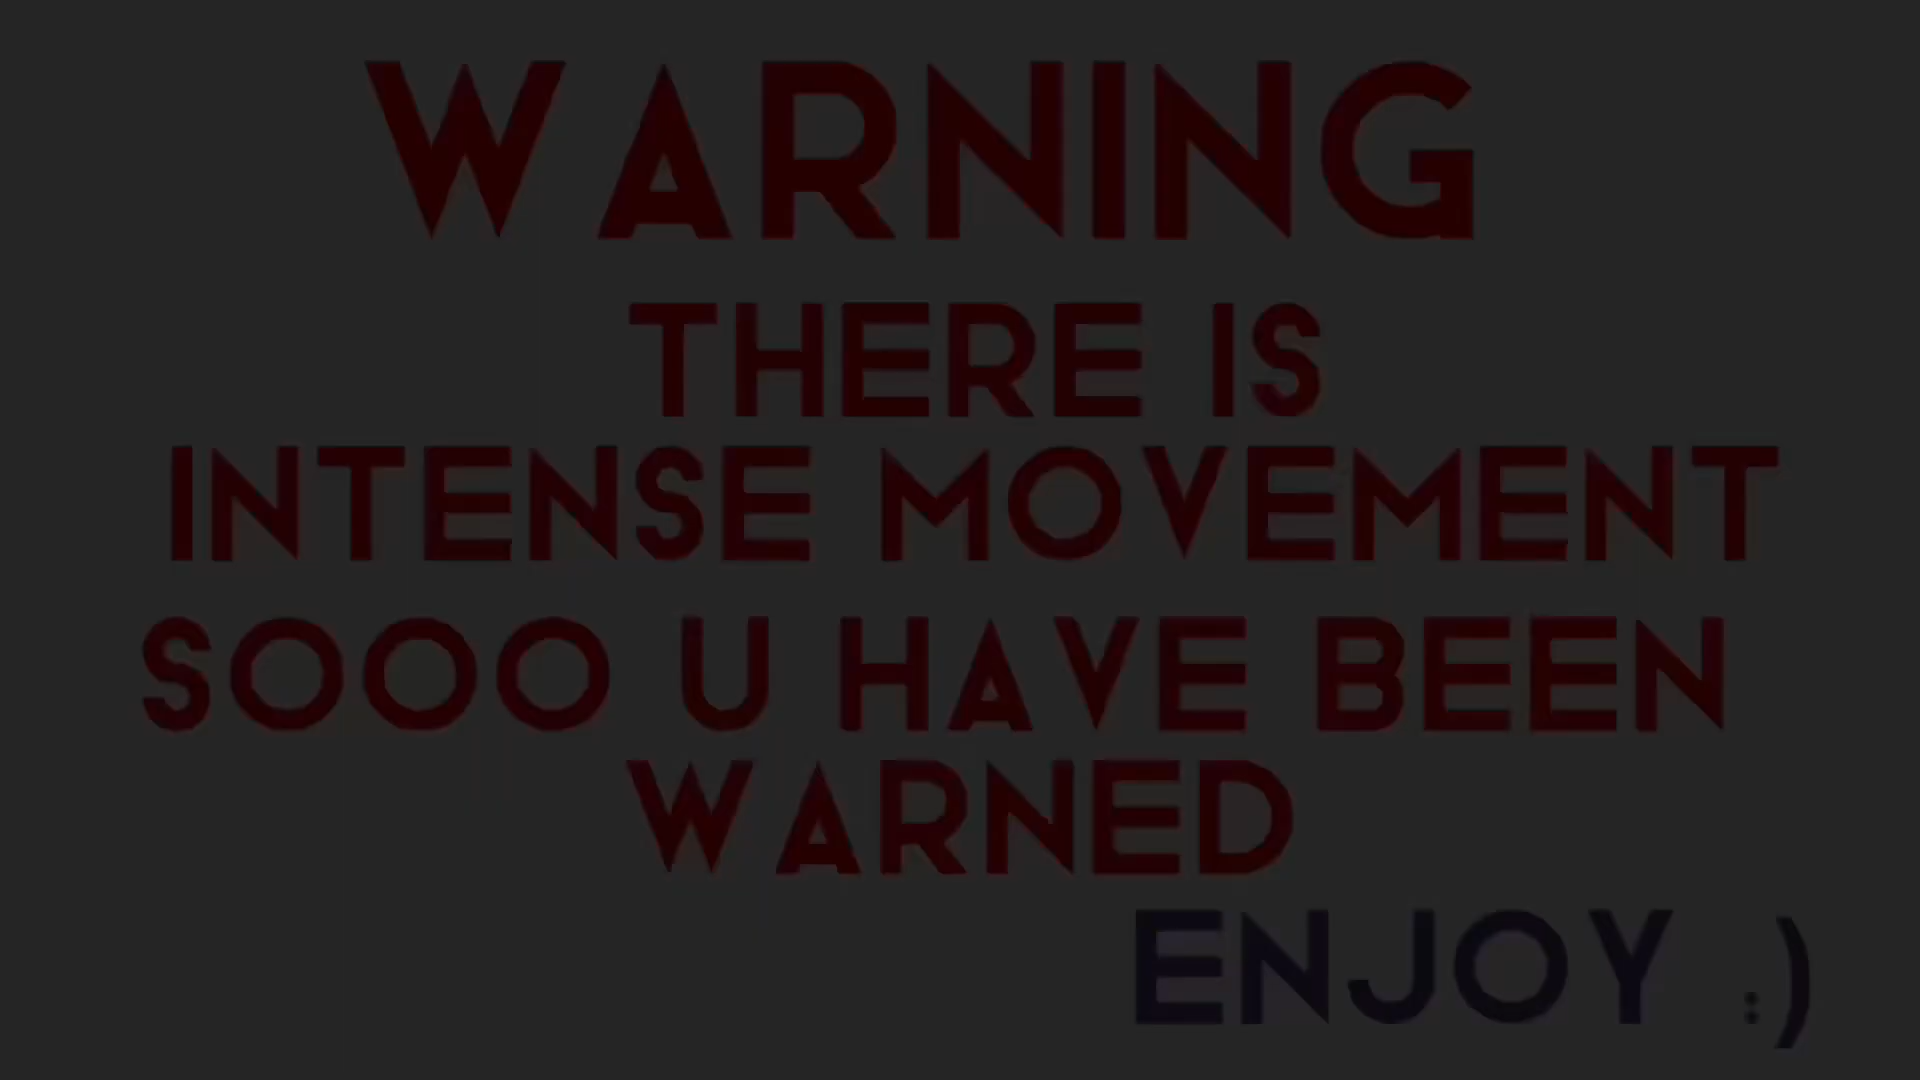 WARNING
THERE IS
INTENSE MOVEMENT
SOOO U HAVE BEEN
WARNED
ENJOY :)